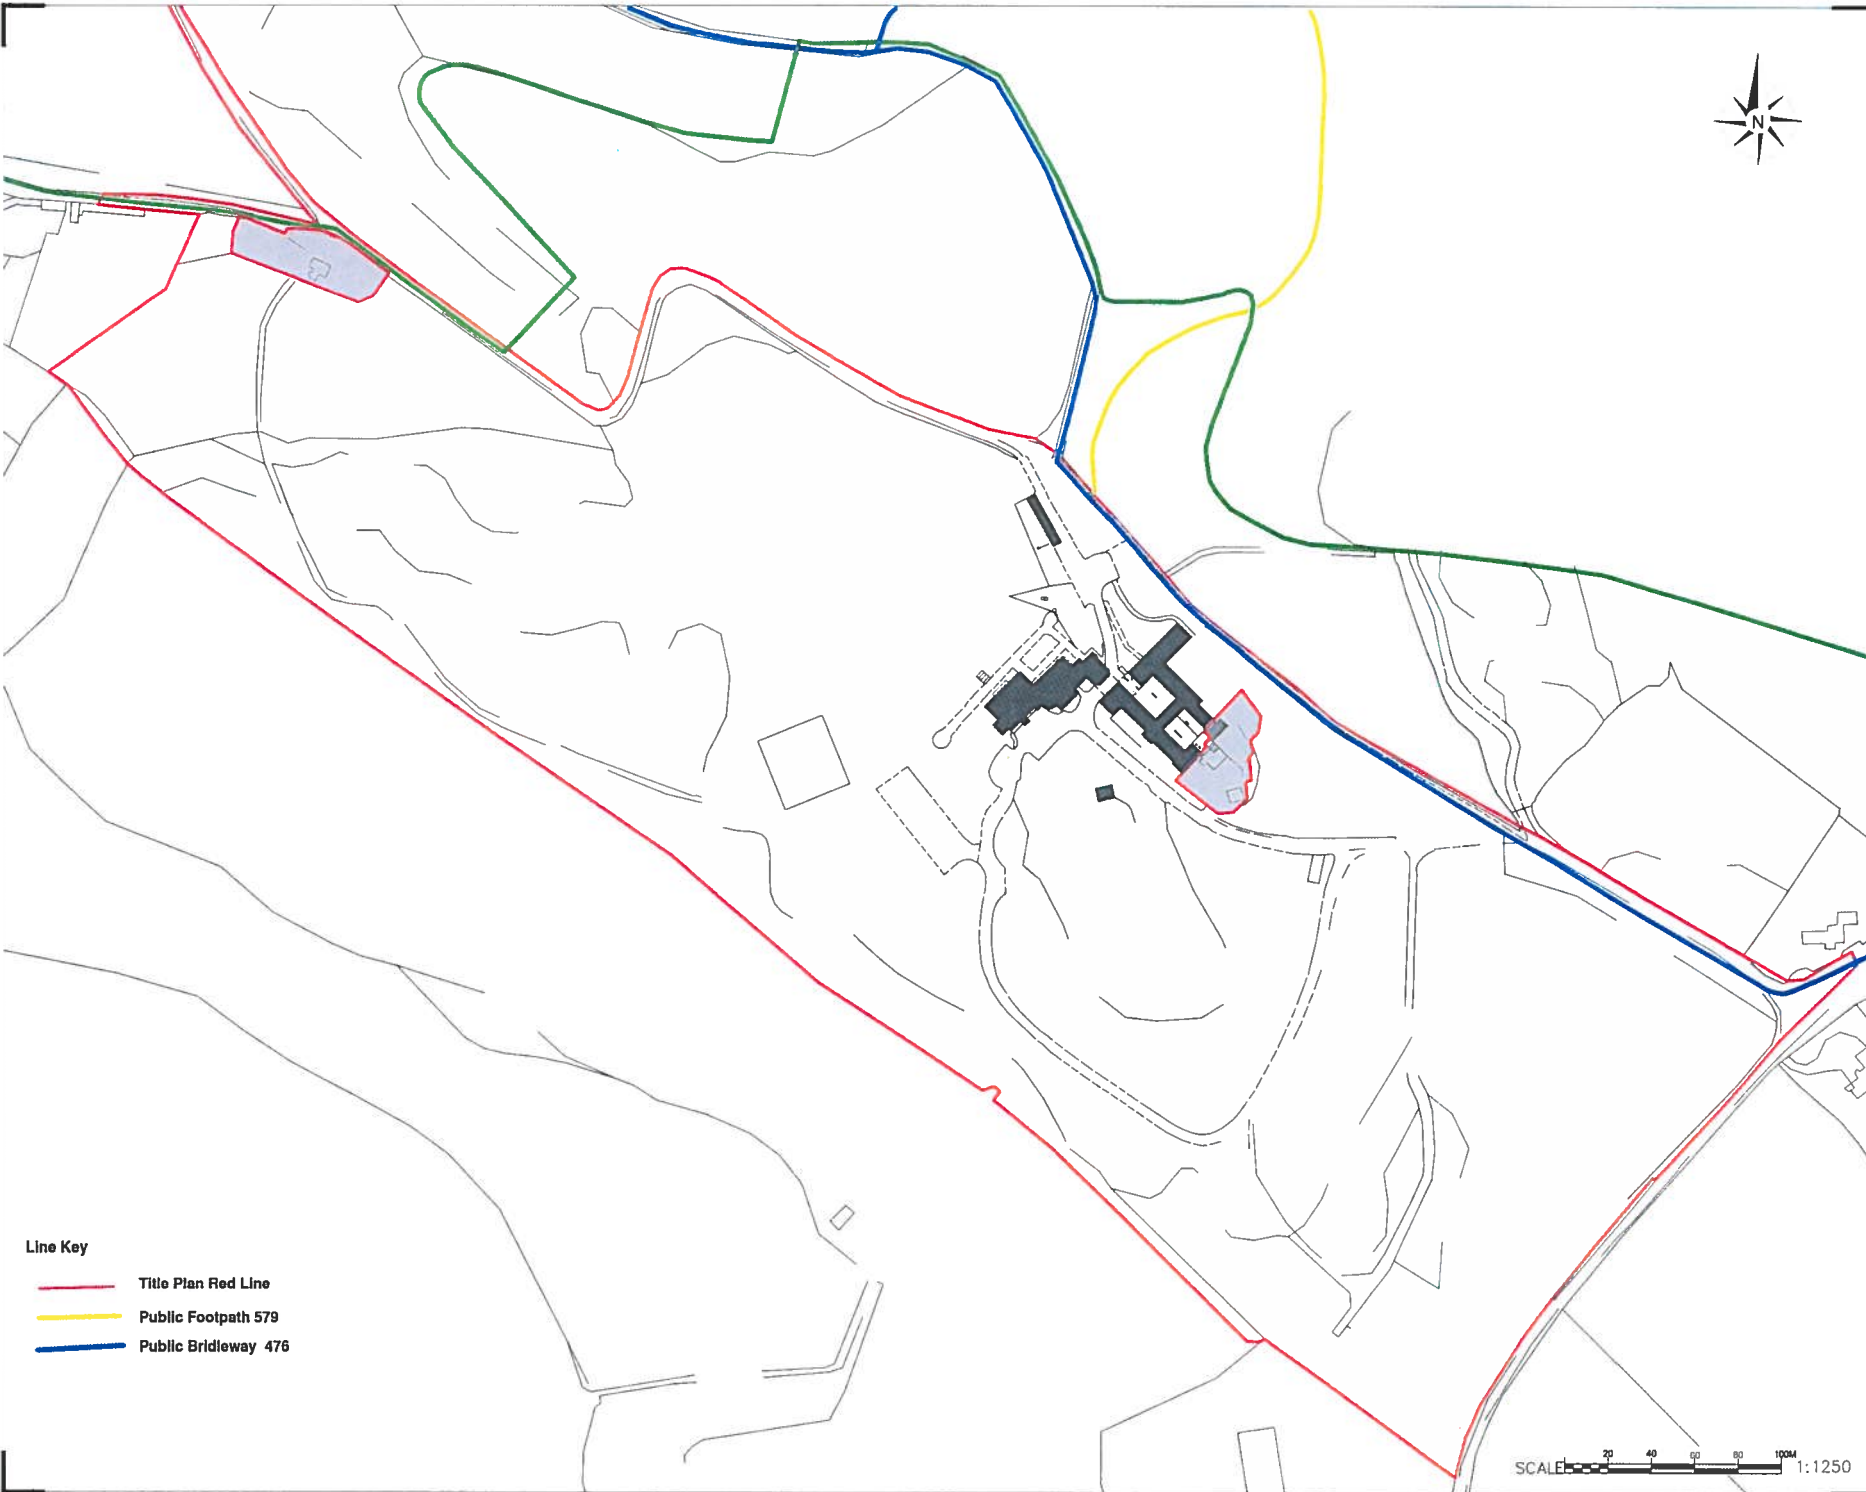 N
Line Key
Title Plan Red Line
Public Footpath 579
Public Bridleway 476
20 40 60 80 100M
SCALE 1:1250